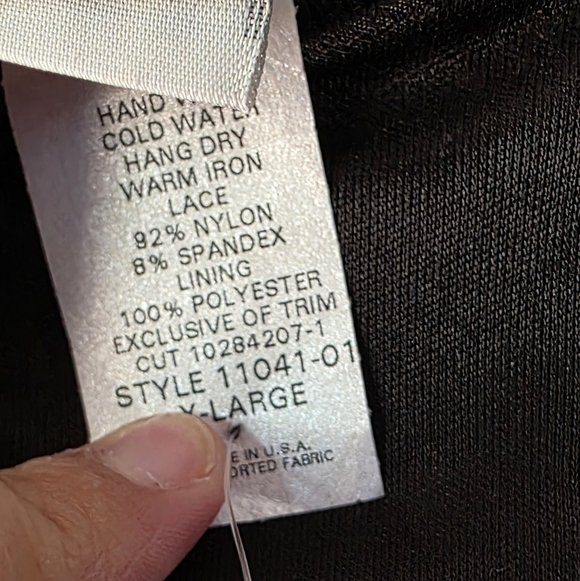 HAND
COLD WATER
HANG DRY
WARM IRON
LACE
92% NYLON
8% SPANDEX
LINING
100% POLYESTER
EXCLUSIVE OF TRIM
CUT 10284207-1
STYLE 11041-01
X-LARGE
IN U.S.A.
FABRIC